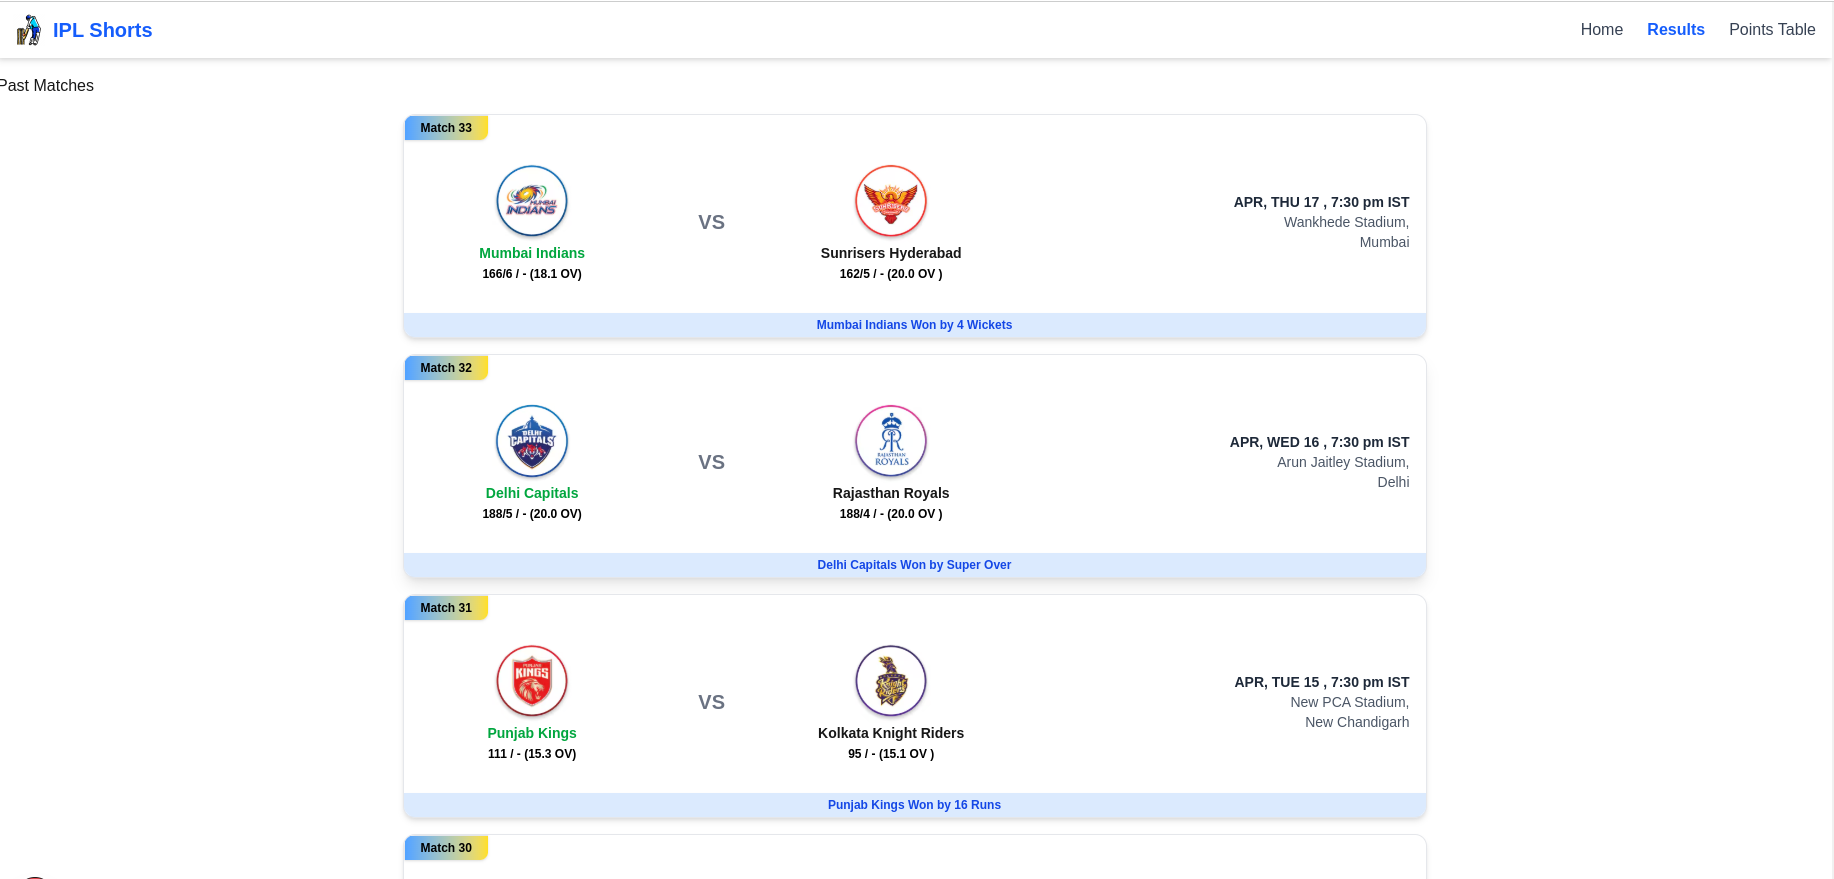 IPL Shorts
Home Results Points Table
Past Matches
Match 33
MUMBAI
INDIANS
Mumbai Indians
166/6 / - (18.1 OV)
VS
SUNRISERS
Sunrisers Hyderabad
162/5 / - (20.0 OV )
APR, THU 17 , 7:30 pm IST
Wankhede Stadium,
Mumbai
Mumbai Indians Won by 4 Wickets
Match 32
DELHI
CAPITALS
Delhi Capitals
188/5 / - (20.0 OV)
VS
RAJASTHAN
ROYALS
Rajasthan Royals
188/4 / - (20.0 OV )
APR, WED 16 , 7:30 pm IST
Arun Jaitley Stadium,
Delhi
Delhi Capitals Won by Super Over
Match 31
PUNJAB
KINGS
Punjab Kings
111 / - (15.3 OV)
VS
Knight
Riders
Kolkata Knight Riders
95 / - (15.1 OV )
APR, TUE 15 , 7:30 pm IST
New PCA Stadium,
New Chandigarh
Punjab Kings Won by 16 Runs
Match 30